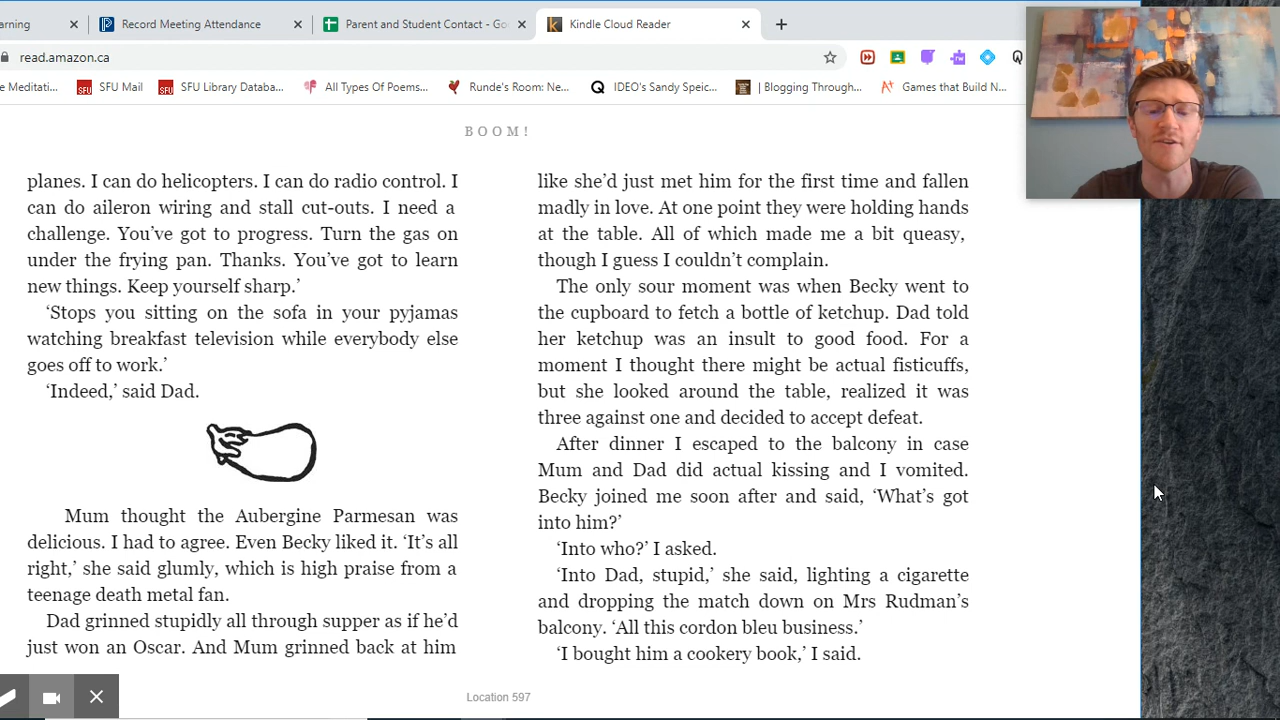 arning
Record Meeting Attendance
Parent and Student Contact - Go
Kindle Cloud Reader
read.amazon.ca
e Meditati...
SFU Mail
SFU Library Databa...
All Types Of Poems...
Runde's Room: Ne...
IDEO's Sandy Speic...
| Blogging Through...
Games that Build N...
BOOM!
planes. I can do helicopters. I can do radio control. I
can do aileron wiring and stall cut-outs. I need a
challenge. You've got to progress. Turn the gas on
under the frying pan. Thanks. You've got to learn
new things. Keep yourself sharp.'
'Stops you sitting on the sofa in your pyjamas
watching breakfast television while everybody else
goes off to work.'
'Indeed,' said Dad.
Mum thought the Aubergine Parmesan was
delicious. I had to agree. Even Becky liked it. 'It's all
right,' she said glumly, which is high praise from a
teenage death metal fan.
Dad grinned stupidly all through supper as if he'd
just won an Oscar. And Mum grinned back at him
like she'd just met him for the first time and fallen
madly in love. At one point they were holding hands
at the table. All of which made me a bit queasy,
though I guess I couldn't complain.
The only sour moment was when Becky went to
the cupboard to fetch a bottle of ketchup. Dad told
her ketchup was an insult to good food. For a
moment I thought there might be actual fisticuffs,
but she looked around the table, realized it was
three against one and decided to accept defeat.
After dinner I escaped to the balcony in case
Mum and Dad did actual kissing and I vomited.
Becky joined me soon after and said, 'What's got
into him?'
'Into who?' I asked.
'Into Dad, stupid,' she said, lighting a cigarette
and dropping the match down on Mrs Rudman's
balcony. 'All this cordon bleu business.'
'I bought him a cookery book,' I said.
Location 597